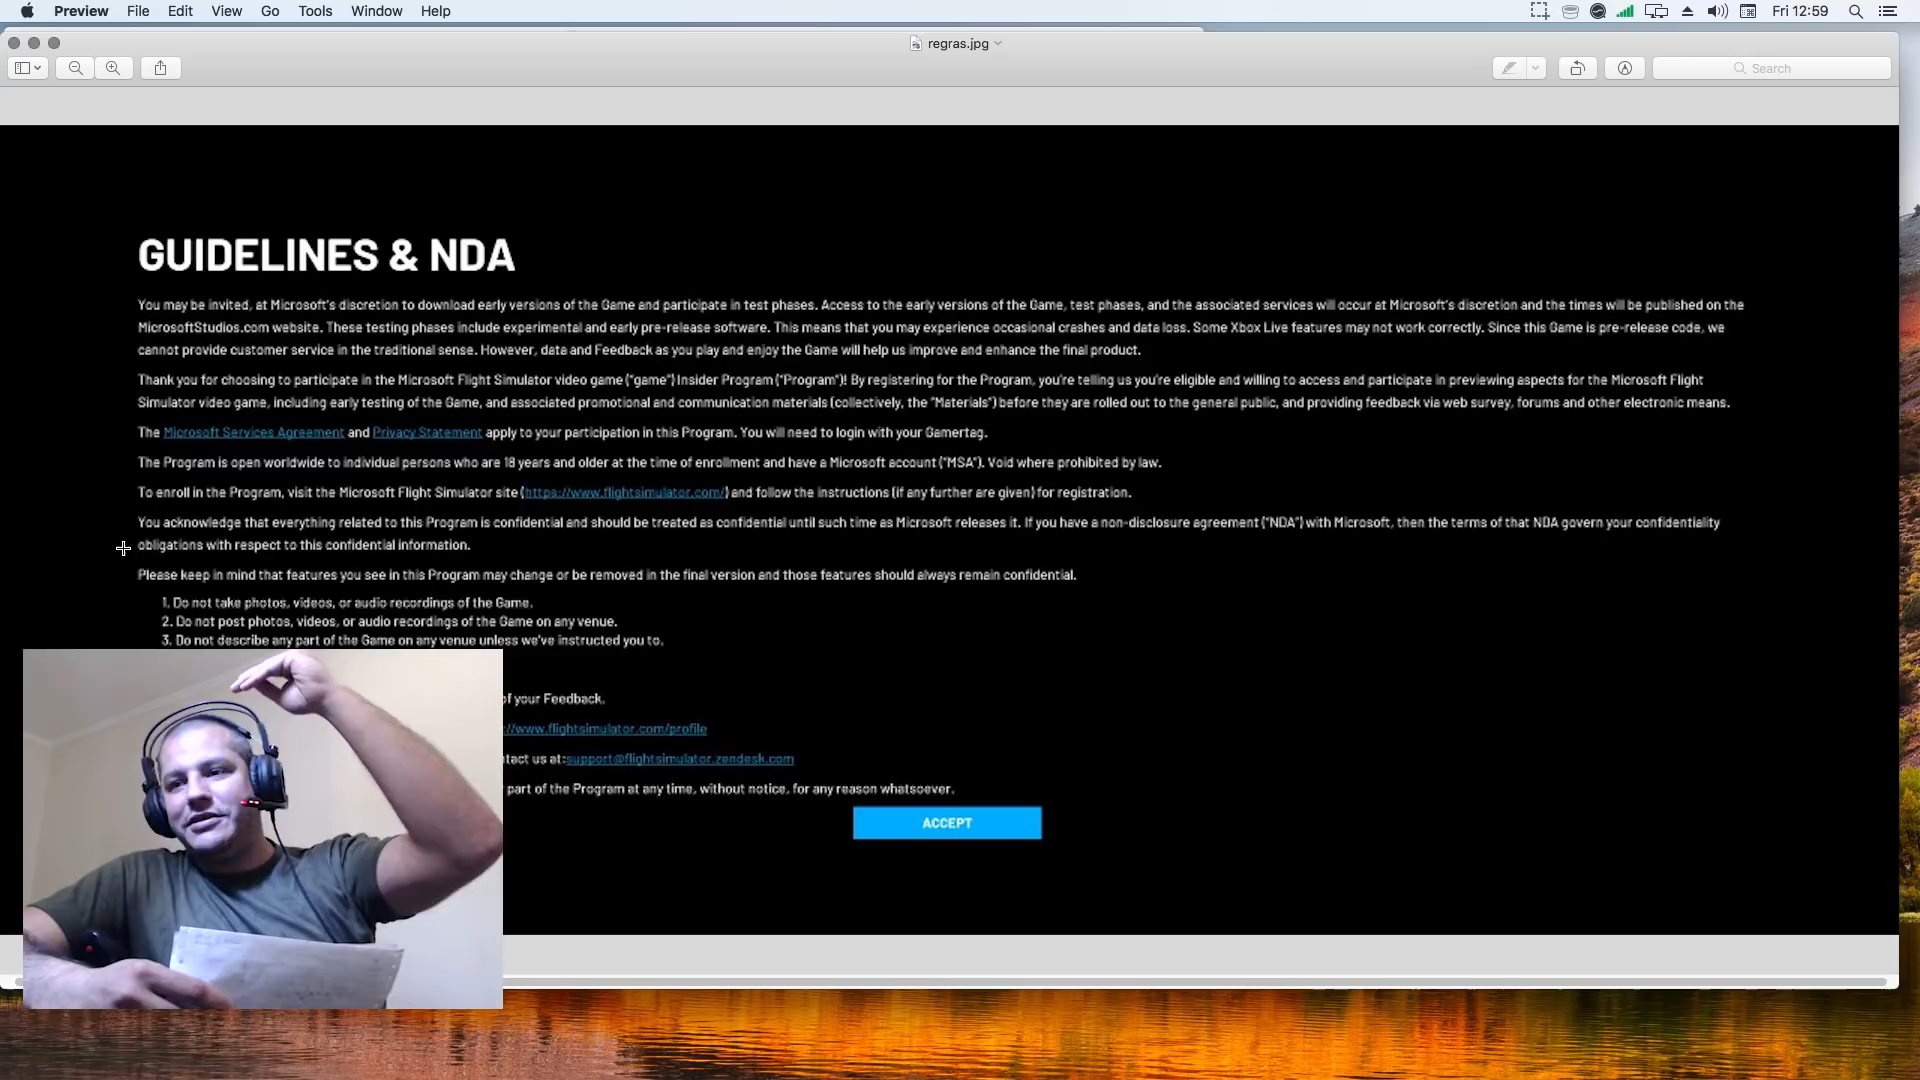 Preview File Edit View Go Tools Window Help Fri 12:59
regras.jpg
Search
GUIDELINES & NDA
You may be invited, at Microsoft's discretion to download early versions of the Game and participate in test phases. Access to the early versions of the Game, test phases, and the associated services will occur at Microsoft's discretion and the times will be published on the
MicrosoftStudios.com website. These testing phases include experimental and early pre-release software. This means that you may experience occasional crashes and data loss. Some Xbox Live features may not work correctly. Since this Game is pre-release code, we
cannot provide customer service in the traditional sense. However, data and Feedback as you play and enjoy the Game will help us improve and enhance the final product.
Thank you for choosing to participate in the Microsoft Flight Simulator video game ("game") Insider Program ("Program")! By registering for the Program, you're telling us you're eligible and willing to access and participate in previewing aspects for the Microsoft Flight
Simulator video game, including early testing of the Game, and associated promotional and communication materials (collectively, the "Materials") before they are rolled out to the general public, and providing feedback via web survey, forums and other electronic means.
The Microsoft Services Agreement and Privacy Statement apply to your participation in this Program. You will need to login with your Gamertag.
The Program is open worldwide to individual persons who are 18 years and older at the time of enrollment and have a Microsoft account ("MSA"). Void where prohibited by law.
To enroll in the Program, visit the Microsoft Flight Simulator site (https://www.flightsimulator.com/) and follow the instructions (if any further are given) for registration.
You acknowledge that everything related to this Program is confidential and should be treated as confidential until such time as Microsoft releases it. If you have a non-disclosure agreement ("NDA") with Microsoft, then the terms of that NDA govern your confidentiality
obligations with respect to this confidential information.
Please keep in mind that features you see in this Program may change or be removed in the final version and those features should always remain confidential.
1. Do not take photos, videos, or audio recordings of the Game.
2. Do not post photos, videos, or audio recordings of the Game on any venue.
3. Do not describe any part of the Game on any venue unless we've instructed you to.
of your Feedback.
://www.flightsimulator.com/profile
ntact us at:support@flightsimulator.zendesk.com
part of the Program at any time, without notice, for any reason whatsoever.
ACCEPT